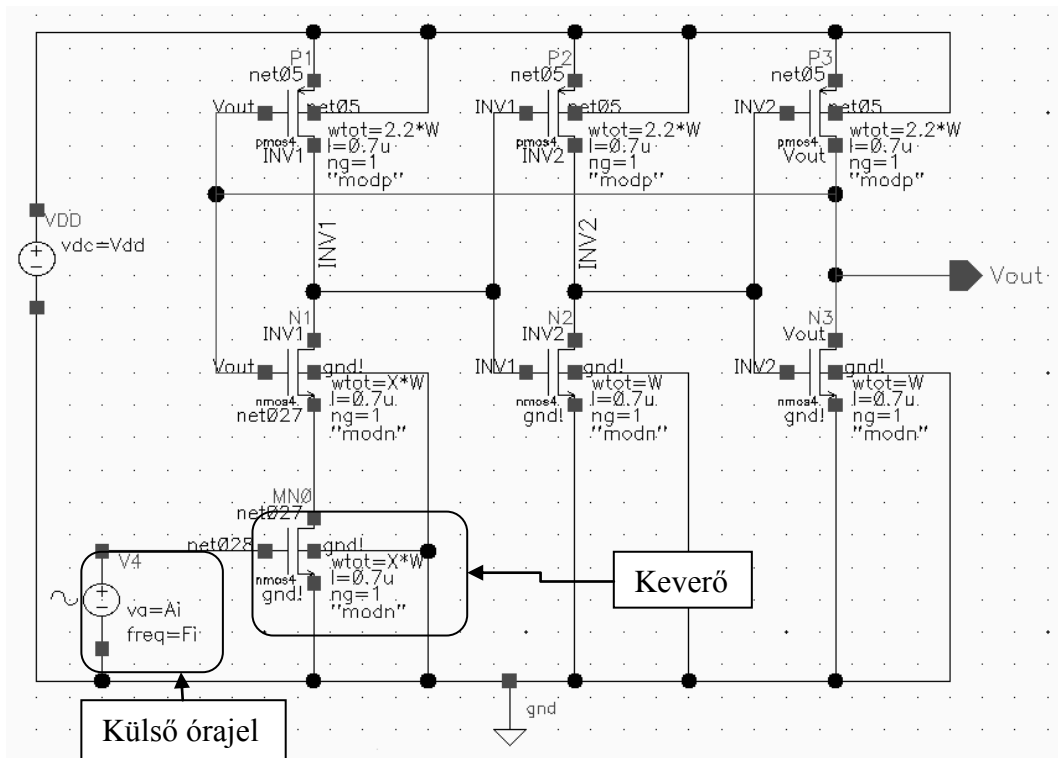 P1
net05
Vout
net05
wtot=2.2*W
l=0.7u
pmos4
INV1
ng=1
"modp"
P2
net05
INV1
net05
wtot=2.2*W
l=0.7u
pmos4
INV2
ng=1
"modp"
P3
net05
INV2
net05
wtot=2.2*W
l=0.7u
pmos4
Vout
ng=1
"modp"
VDD
vdc=Vdd
INV1
INV2
Vout
N1
INV1
Vout
gnd!
wtot=X*W
l=0.7u
nmos4
net027
ng=1
"modn"
N2
INV2
INV1
gnd!
wtot=W
l=0.7u
nmos4
gnd!
ng=1
"modn"
N3
Vout
INV2
gnd!
wtot=W
l=0.7u
nmos4
gnd!
ng=1
"modn"
MN0
net027
net028
gnd!
wtot=X*W
l=0.7u
nmos4
gnd!
ng=1
"modn"
V4
va=Ai
freq=Fi
Keverő
Külső órajel
gnd